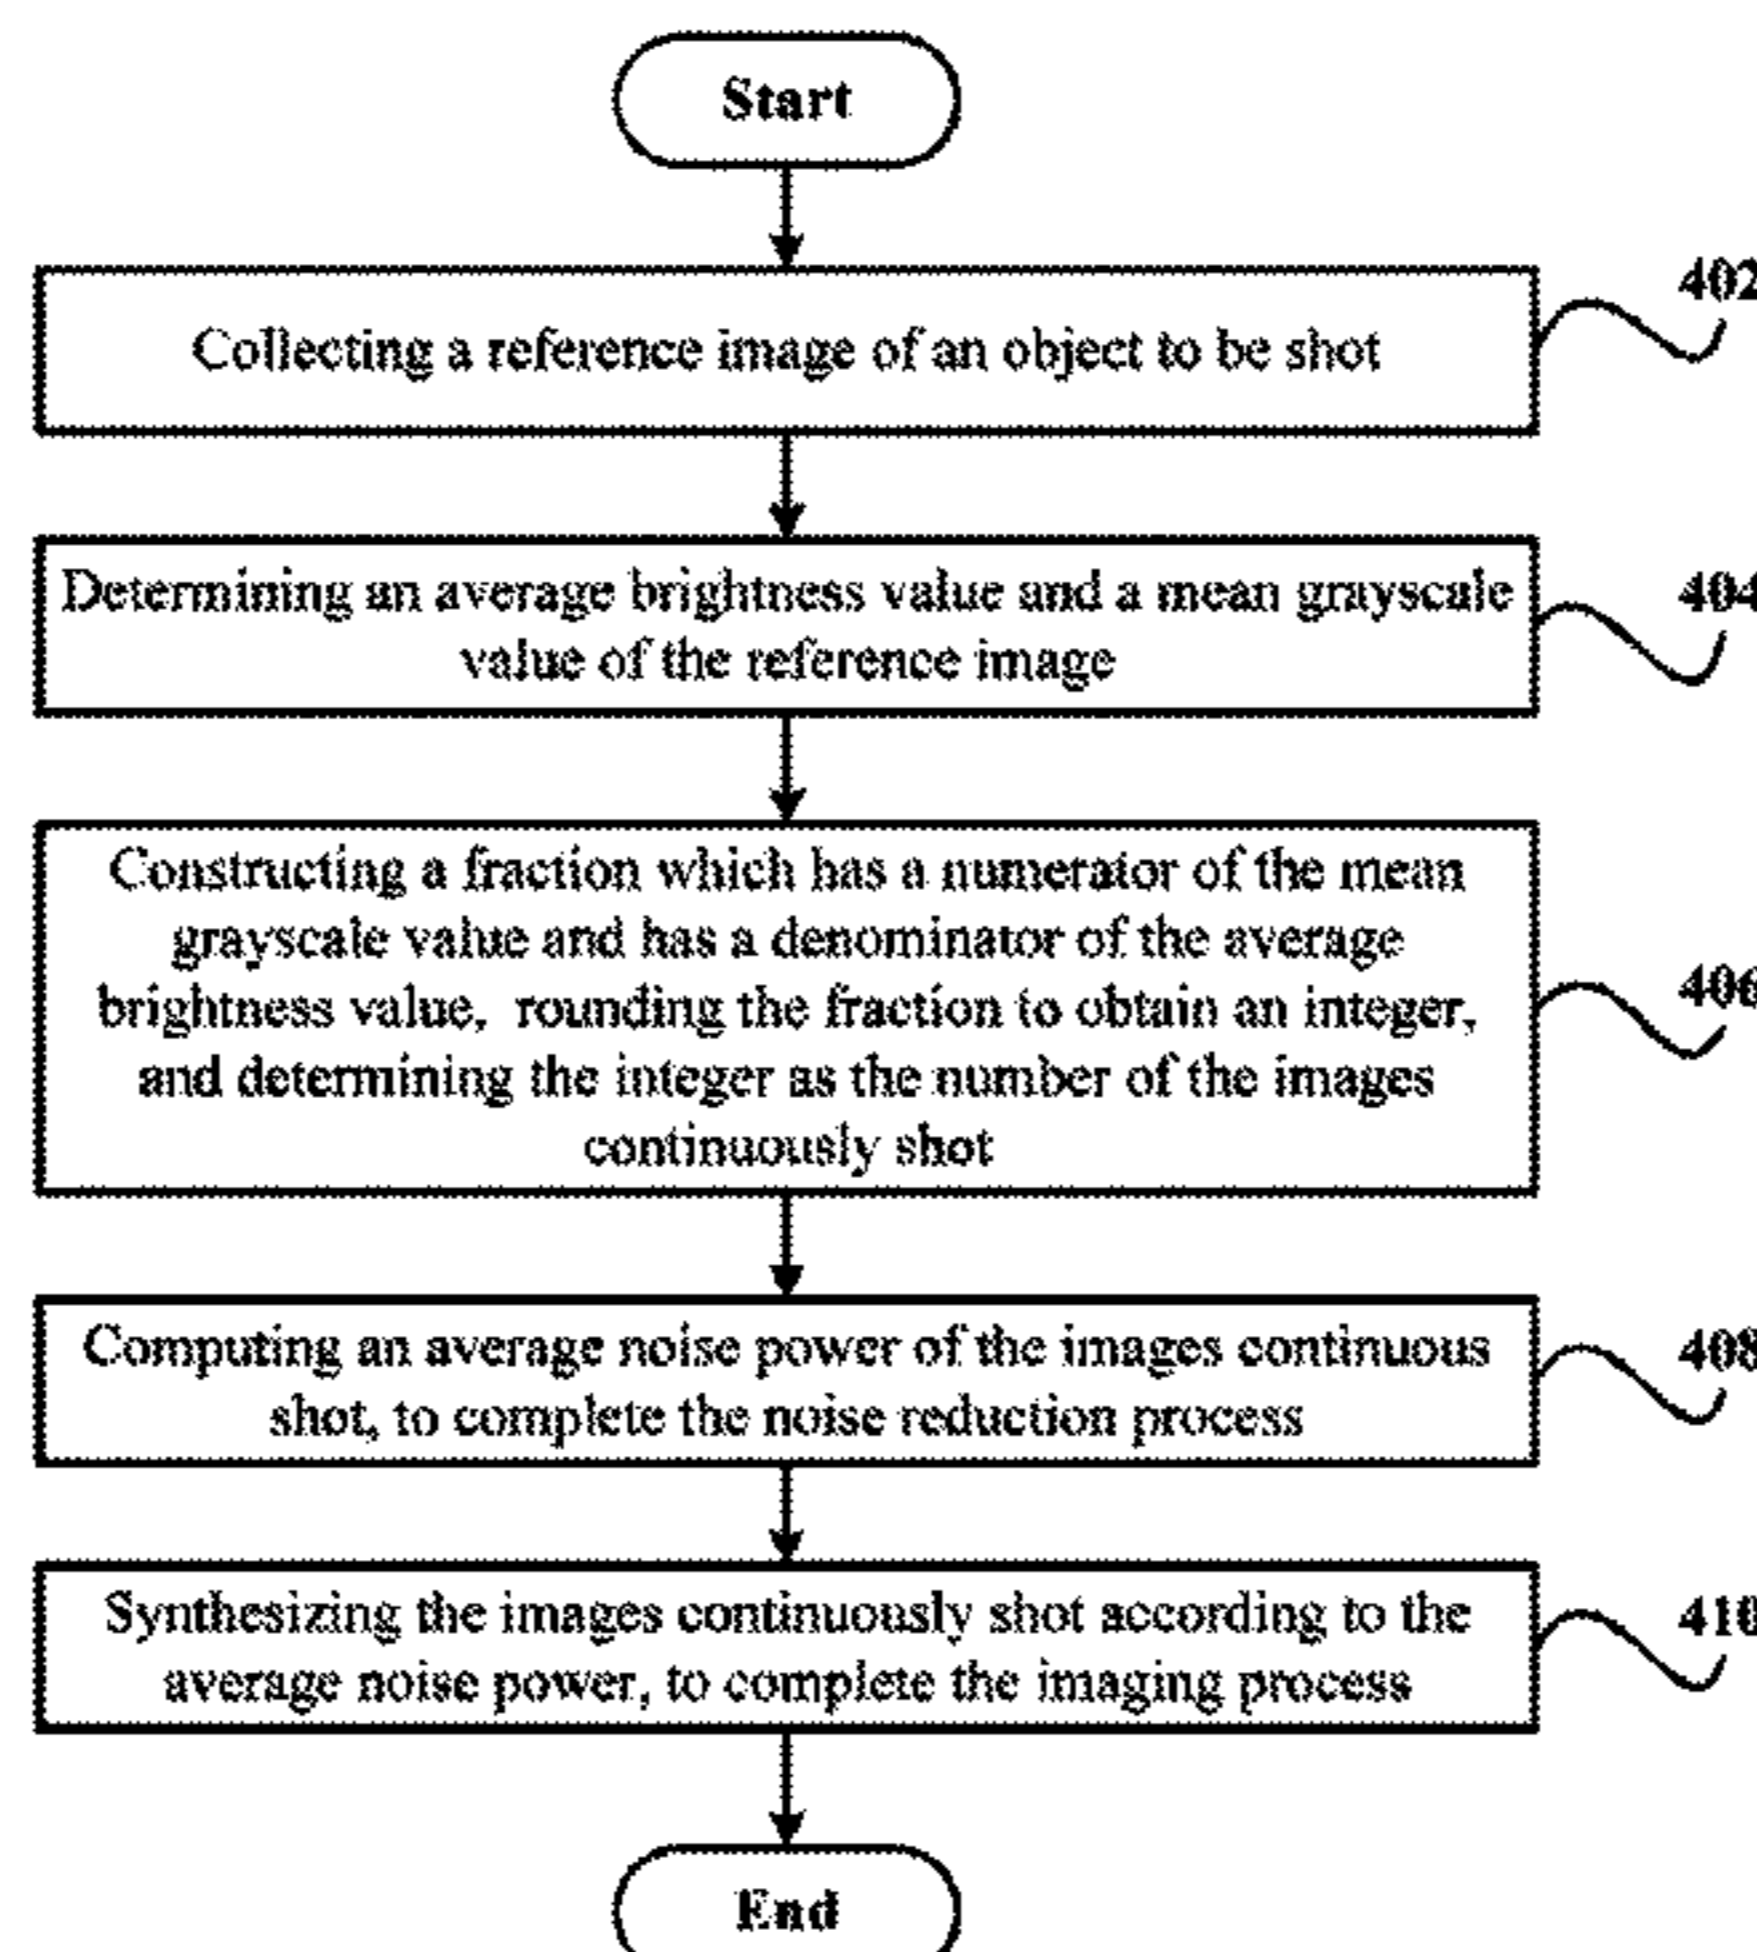 Start
402
Collecting a reference image of an object to be shot
404
Determining an average brightness value and a mean grayscale
value of the reference image
Constructing a fraction which has a numerator of the mean
grayscale value and has a denominator of the average
406
brightness value, rounding the fraction to obtain an integer,
and determining the integer as the number of the images
continuously shot
408
Computing an average noise power of the images continuous
shot, to complete the noise reduction process
410
Synthesizing the images continuously shot according to the
average noise power, to complete the imaging process
End